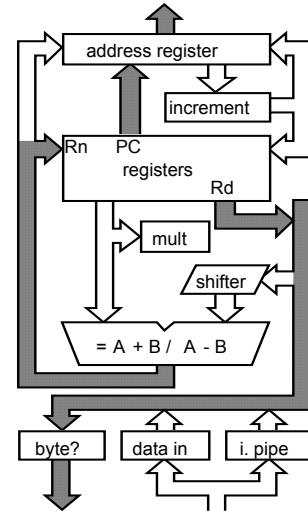 address register
increment
Rn PC
registers
Rd
mult
shifter
= A + B / A - B
byte? data in i. pipe